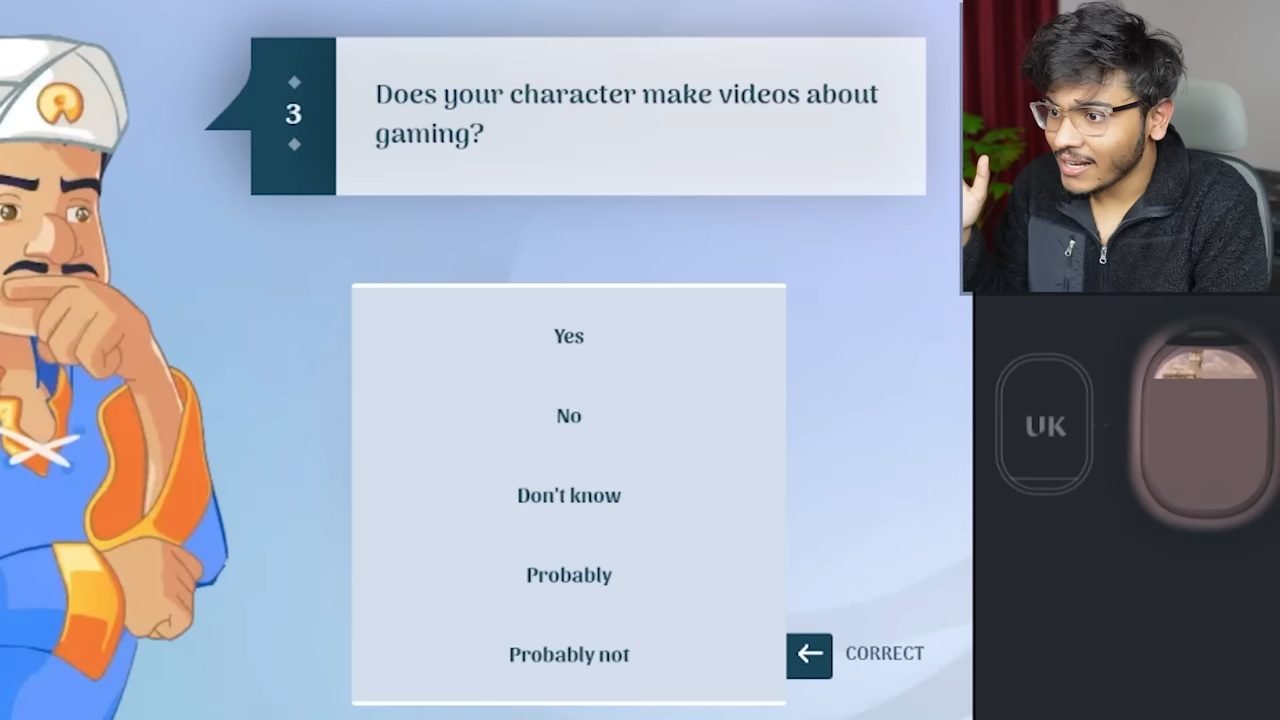 3
Does your character make videos about
gaming?
Yes
No
Don't know
Probably
Probably not
CORRECT
UK